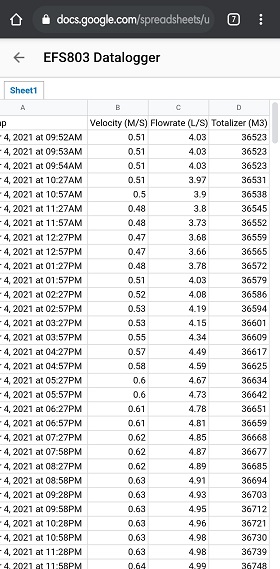 docs.google.com/spreadsheets/u
7
EFS803 Datalogger
Sheet1
A B C D
Velocity (M/S) Flowrate (L/S) Totalizer (M3)
4, 2021 at 09:52AM 0.51 4.03 36523
4, 2021 at 09:53AM 0.51 4.03 36523
4, 2021 at 09:54AM 0.51 4.03 36523
4, 2021 at 10:27AM 0.51 3.97 36531
4, 2021 at 10:57AM 0.5 3.9 36538
4, 2021 at 11:27AM 0.48 3.8 36545
4, 2021 at 11:57AM 0.48 3.73 36552
4, 2021 at 12:27PM 0.47 3.68 36559
4, 2021 at 12:57PM 0.47 3.66 36565
4, 2021 at 01:27PM 0.48 3.78 36572
4, 2021 at 01:57PM 0.51 4.03 36579
4, 2021 at 02:27PM 0.52 4.08 36586
4, 2021 at 02:57PM 0.53 4.19 36594
4, 2021 at 03:27PM 0.53 4.15 36601
4, 2021 at 03:57PM 0.55 4.34 36609
4, 2021 at 04:27PM 0.57 4.49 36617
4, 2021 at 04:57PM 0.58 4.59 36625
4, 2021 at 05:27PM 0.6 4.67 36634
4, 2021 at 05:57PM 0.6 4.73 36642
4, 2021 at 06:27PM 0.61 4.78 36651
4, 2021 at 06:57PM 0.61 4.81 36659
4, 2021 at 07:27PM 0.62 4.85 36668
4, 2021 at 07:58PM 0.62 4.87 36677
4, 2021 at 08:27PM 0.62 4.89 36685
4, 2021 at 08:58PM 0.63 4.91 36694
4, 2021 at 09:28PM 0.63 4.93 36703
4, 2021 at 09:58PM 0.63 4.95 36712
4, 2021 at 10:28PM 0.63 4.96 36721
4, 2021 at 10:58PM 0.63 4.98 36730
4, 2021 at 11:28PM 0.63 4.98 36739
4, 2021 at 11:58PM 0.64 4.99 36748